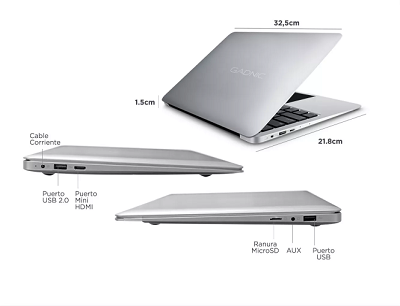 32,5cm
GADNIC
1.5cm
21.8cm
Cable
Corriente
Puerto
USB 2.0
Puerto
Mini
HDMI
Ranura
MicroSD
AUX
Puerto
USB